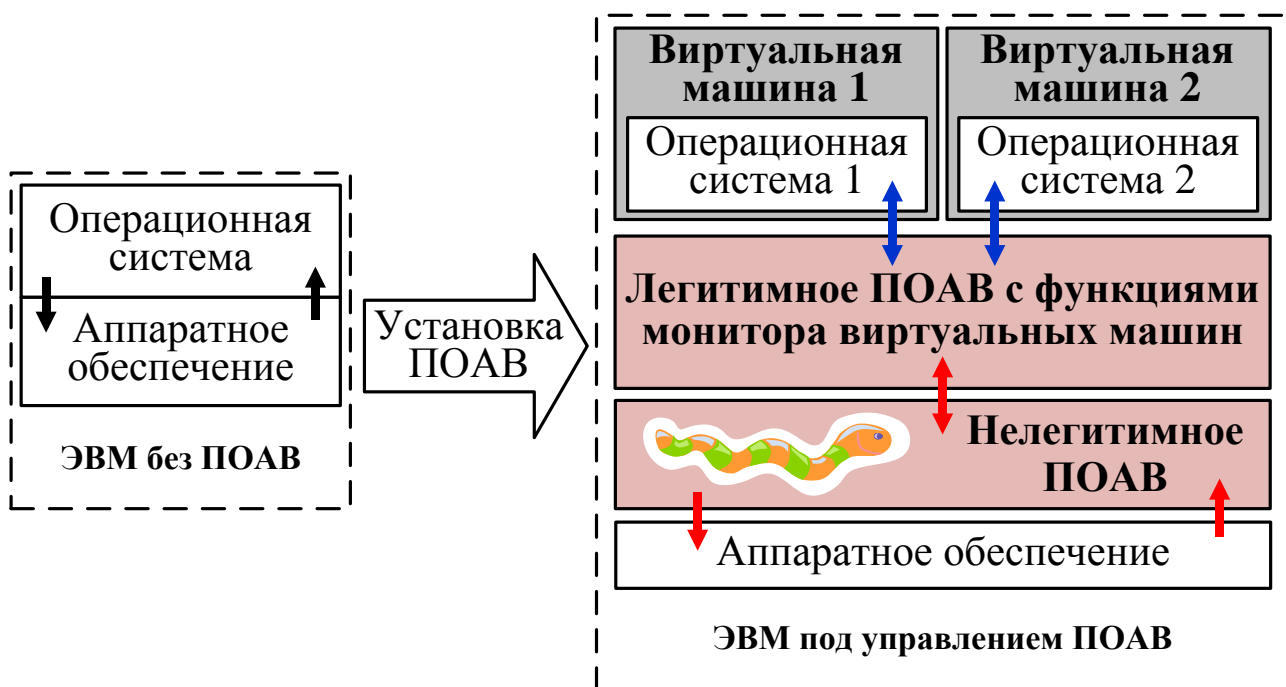 Операционная
система
Аппаратное
обеспечение
ЭВМ без ПОАВ
Установка
ПОАВ
Виртуальная
машина 1
Операционная
система 1
Виртуальная
машина 2
Операционная
система 2
Легитимное ПОАВ с функциями
монитора виртуальных машин
Нелегитимное
ПОАВ
Аппаратное обеспечение
ЭВМ под управлением ПОАВ